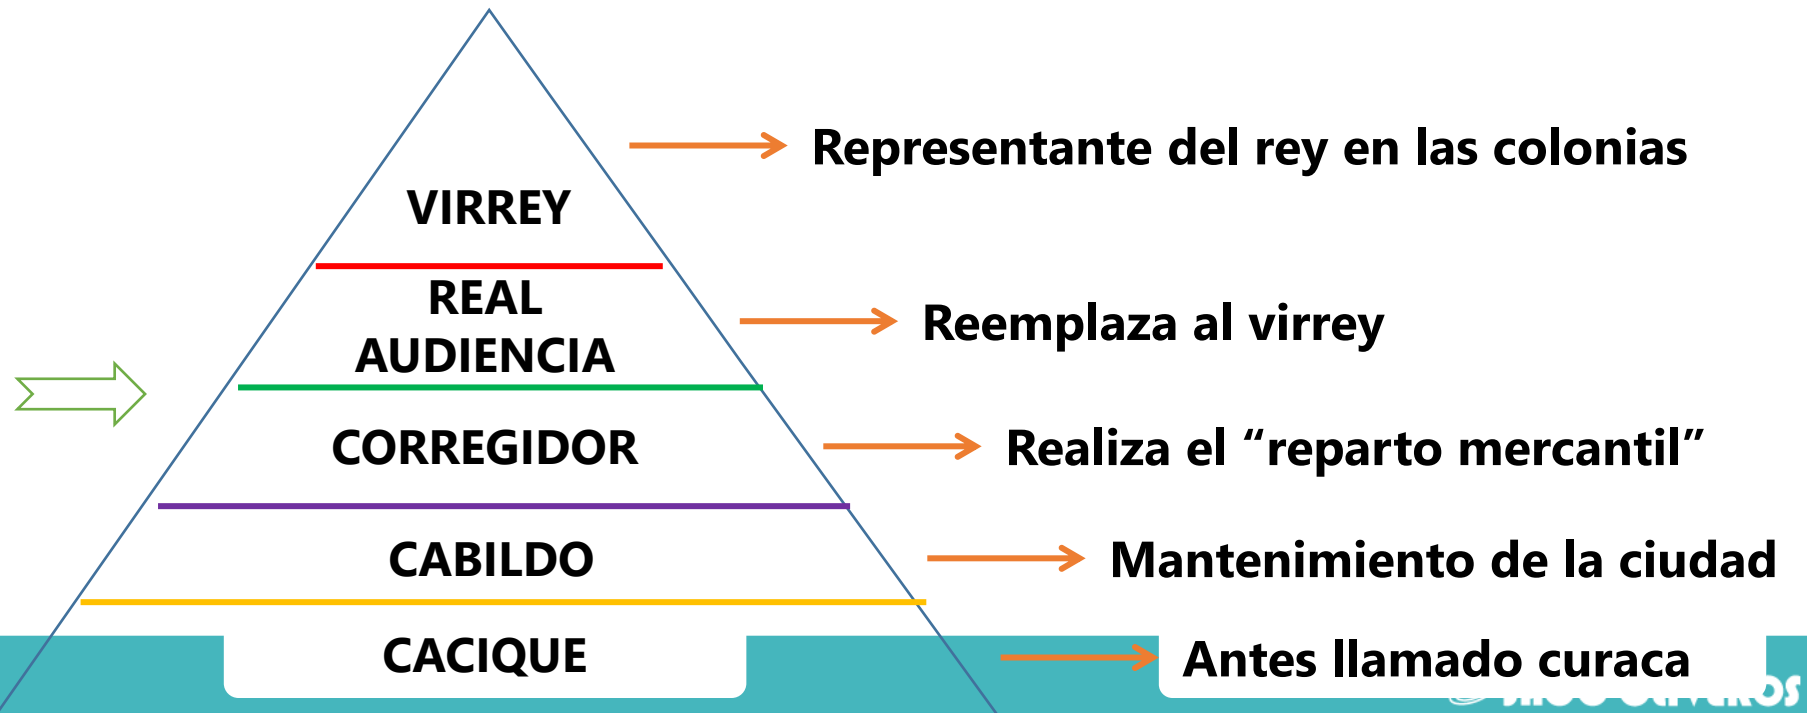 Representante del rey en las colonias
VIRREY
REAL
AUDIENCIA
Reemplaza al virrey
CORREGIDOR
Realiza el “reparto mercantil”
CABILDO
Mantenimiento de la ciudad
CACIQUE
Antes llamado curaca